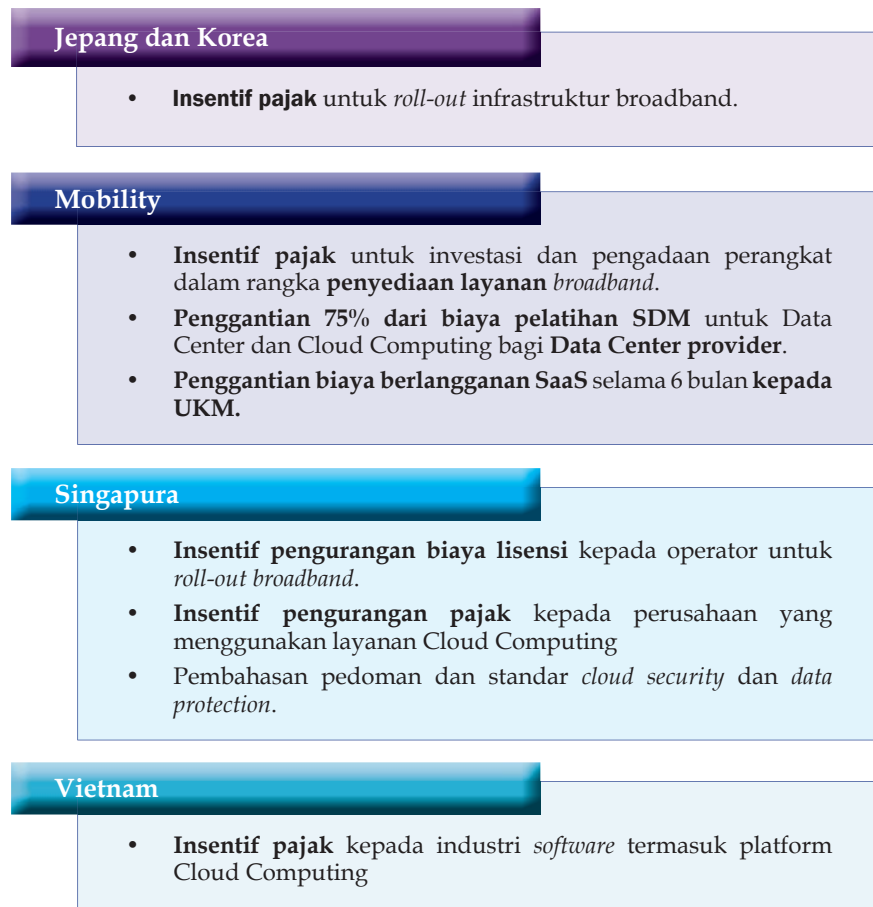 Jepang dan Korea
• Insentif pajak untuk roll-out infrastruktur broadband.
Mobility
• Insentif pajak untuk investasi dan pengadaan perangkat
dalam rangka penyediaan layanan broadband.
• Penggantian 75% dari biaya pelatihan SDM untuk Data
Center dan Cloud Computing bagi Data Center provider.
• Penggantian biaya berlangganan SaaS selama 6 bulan kepada
UKM.
Singapura
• Insentif pengurangan biaya lisensi kepada operator untuk
roll-out broadband.
• Insentif pengurangan pajak kepada perusahaan yang
menggunakan layanan Cloud Computing
• Pembahasan pedoman dan standar cloud security dan data
protection.
Vietnam
• Insentif pajak kepada industri software termasuk platform
Cloud Computing